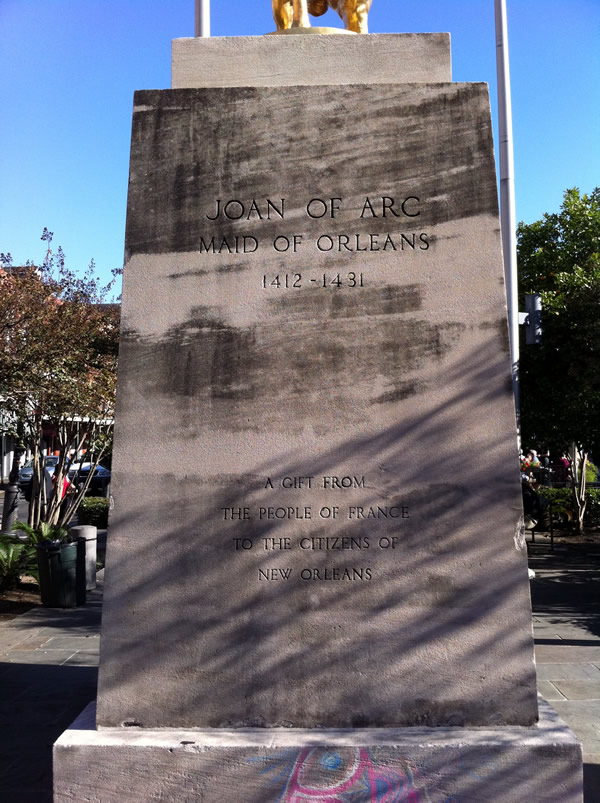 JOAN OF ARC
MAID OF ORLEANS
1412-1431
A GIFT FROM
THE PEOPLE OF FRANCE
TO THE CITIZENS OF
NEW ORLEANS